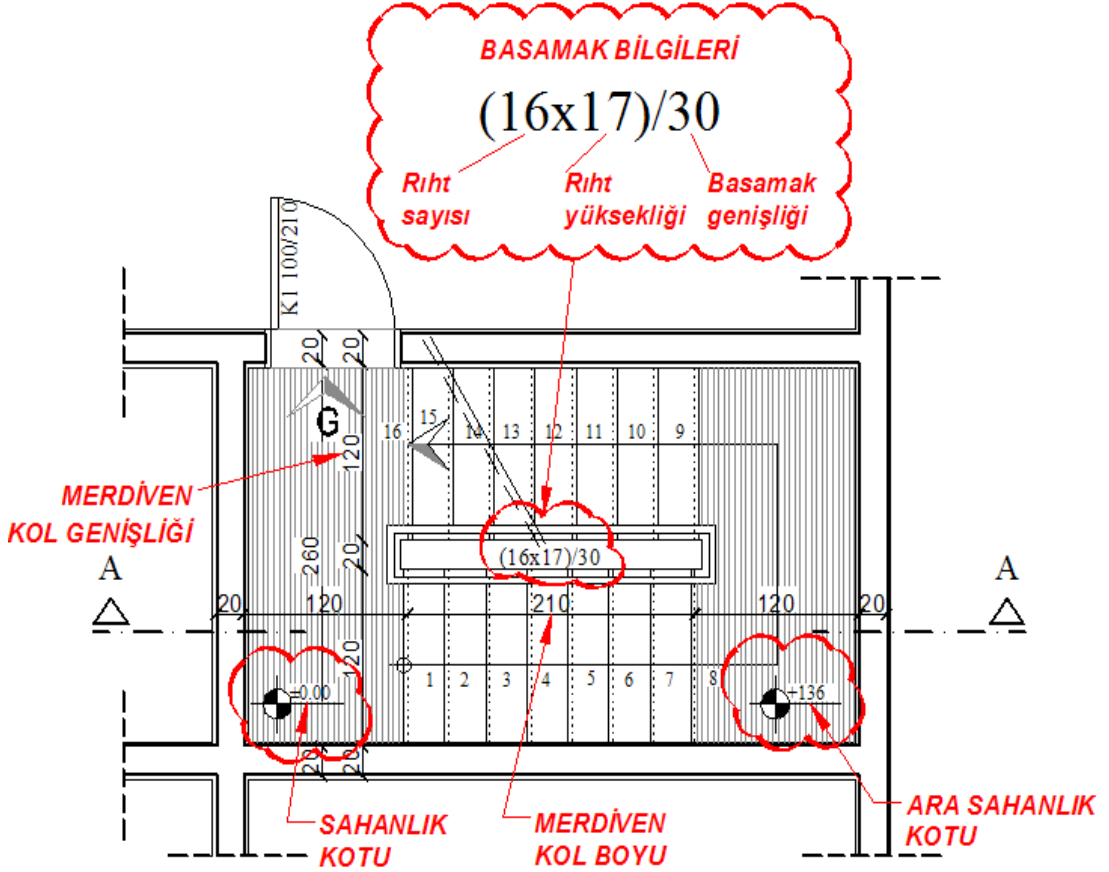 BASAMAK BİLGİLERİ
(16x17)/30
Rıht sayısı
Rıht yüksekliği
Basamak genişliği
K1 100/210
20
20
G
16
15
14
13
12
11
10
9
120
MERDİVEN
KOL GENİŞLİĞİ
260
20
(16x17)/30
A
A
20
120
210
120
20
120
1
2
3
4
5
6
7
8
±0.00
+136
20
20
SAHANLIK
KOTU
MERDİVEN
KOL BOYU
ARA SAHANLIK
KOTU